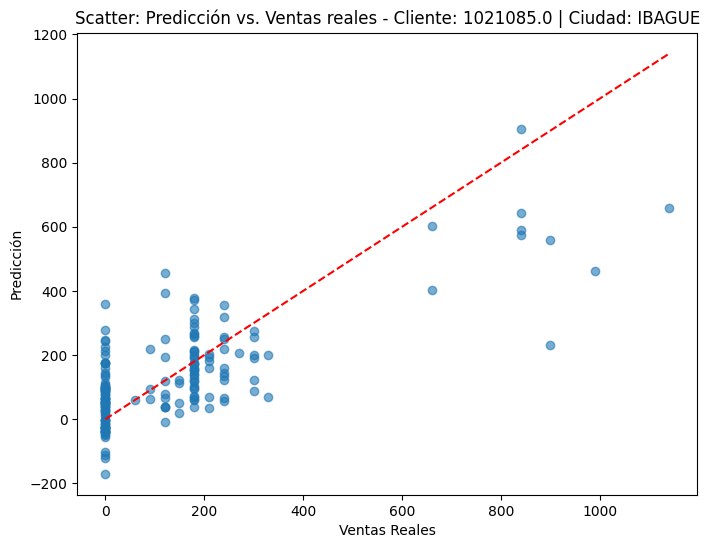 Scatter: Predicción vs. Ventas reales - Cliente: 1021085.0 | Ciudad: IBAGUE
1200
1000
800
600
400
200
0
−200
Predicción
0 200 400 600 800 1000
Ventas Reales